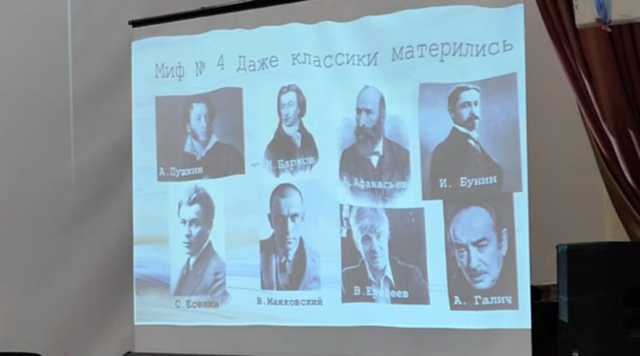 Миф № 4 Даже классики матерились
А.Пушкин
И.Барков
А.Афанасьев
И. Бунин
С.Есенин
В.Маяковский
В.Ерофеев
А. Галич